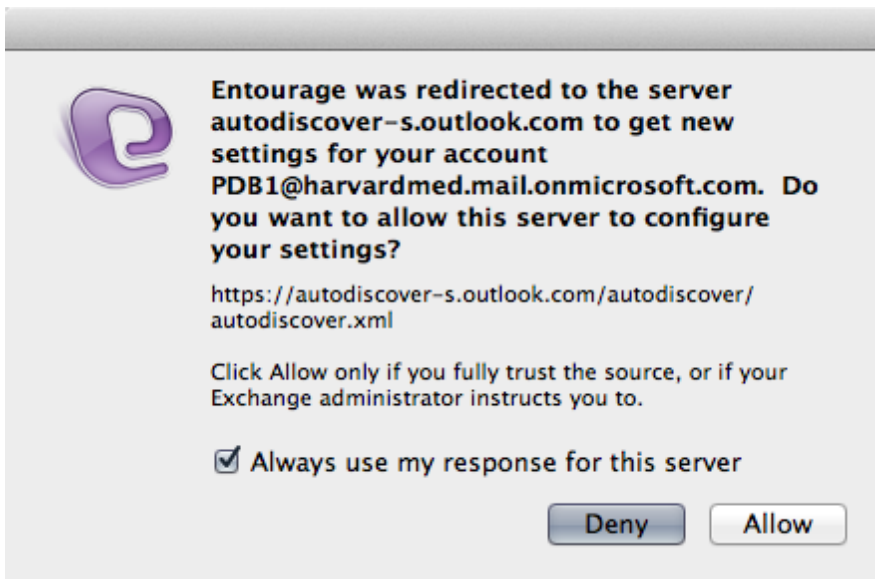 Entourage was redirected to the server
autodiscover-s.outlook.com to get new
settings for your account
PDB1@harvardmed.mail.onmicrosoft.com.  Do
you want to allow this server to configure
your settings?
https://autodiscover-s.outlook.com/autodiscover/
autodiscover.xml
Click Allow only if you fully trust the source, or if your
Exchange administrator instructs you to.
Always use my response for this server
Deny Allow